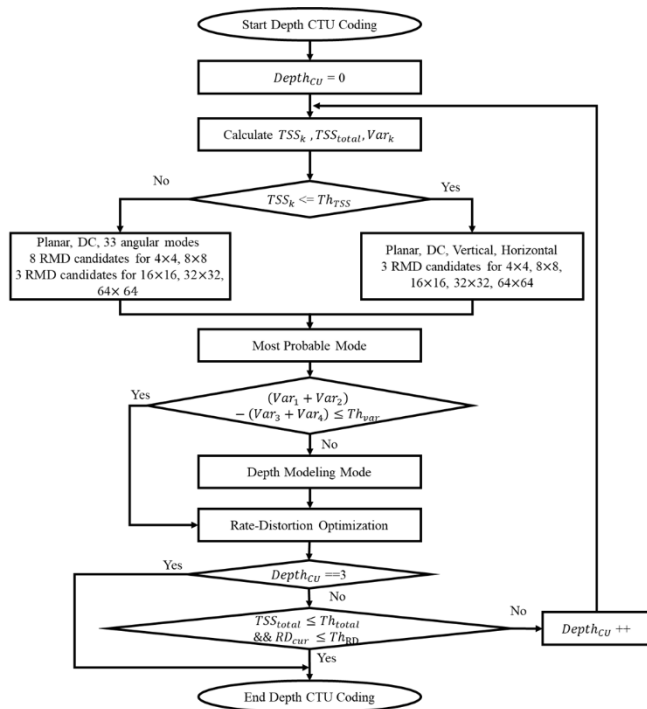 Start Depth CTU Coding
Depth_CU = 0
Calculate TSS_k , TSS_total, Var_k
No
Yes
TSS_k <= Th_TSS
Planar, DC, 33 angular modes
8 RMD candidates for 4×4, 8×8
3 RMD candidates for 16×16, 32×32,
64× 64
Planar, DC, Vertical, Horizontal
3 RMD candidates for 4×4, 8×8,
16×16, 32×32, 64×64
Most Probable Mode
Yes
(Var_1 + Var_2)
− (Var_3 + Var_4) ≤ Th_var
No
Depth Modeling Mode
Rate-Distortion Optimization
Yes
Depth_CU ==3
No
TSS_total ≤ Th_total
&& RD_cur ≤ Th_RD
No
Depth_CU ++
Yes
End Depth CTU Coding